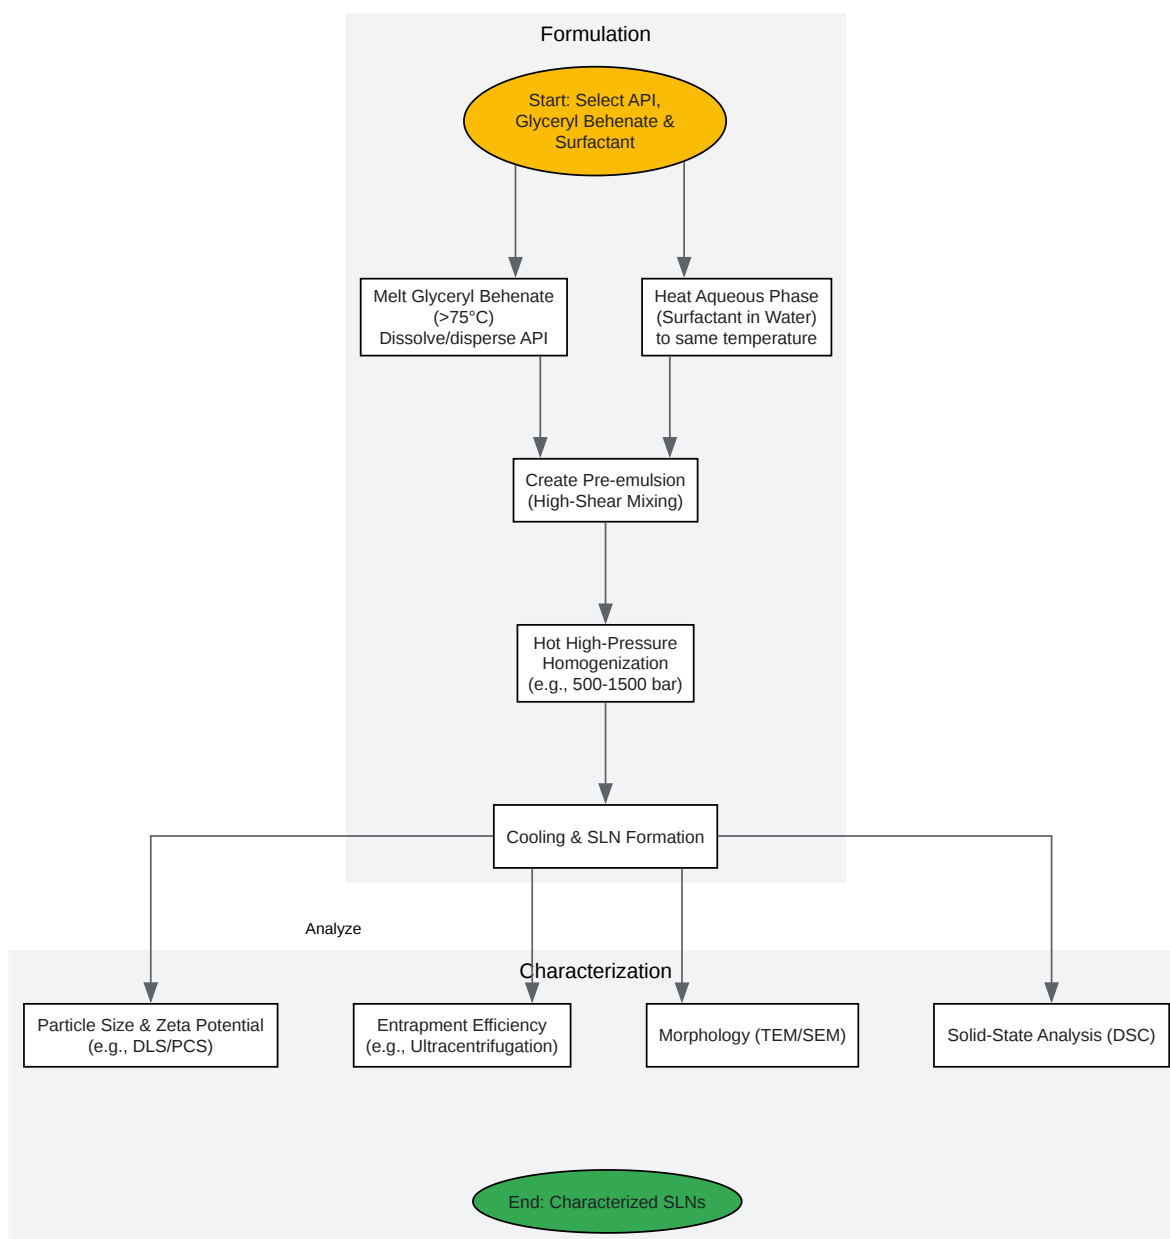 Formulation
Start: Select API,
Glyceryl Behenate &
Surfactant
Melt Glyceryl Behenate
(>75°C)
Dissolve/disperse API
Heat Aqueous Phase
(Surfactant in Water)
to same temperature
Create Pre-emulsion
(High-Shear Mixing)
Hot High-Pressure
Homogenization
(e.g., 500-1500 bar)
Cooling & SLN Formation
Analyze
Characterization
Particle Size & Zeta Potential
(e.g., DLS/PCS)
Entrapment Efficiency
(e.g., Ultracentrifugation)
Morphology (TEM/SEM)
Solid-State Analysis (DSC)
End: Characterized SLNs